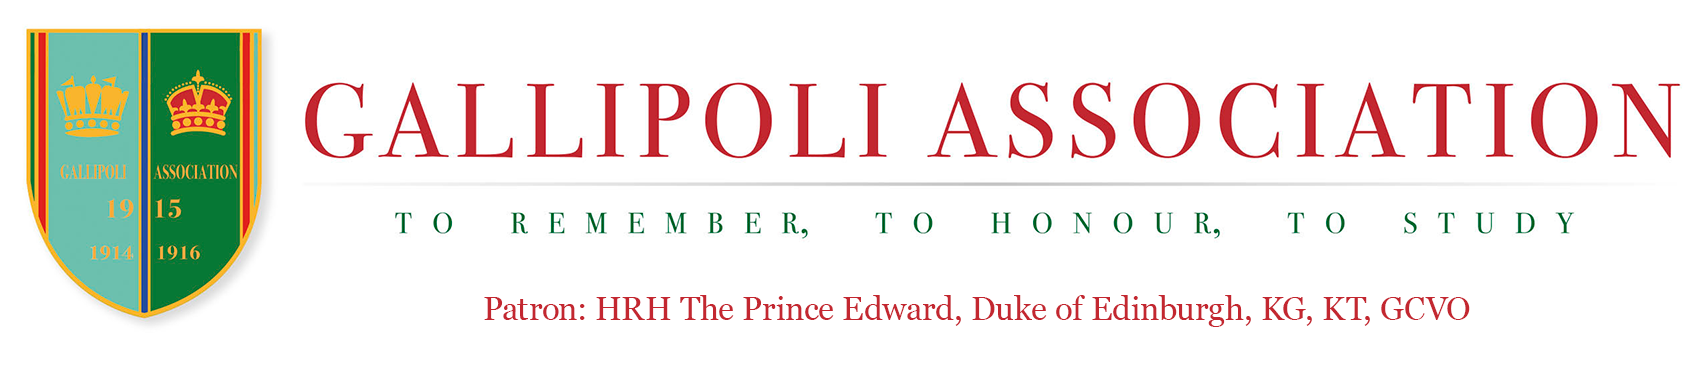 GALLIPOLI ASSOCIATION
19 15
1914 1916
GALLIPOLI ASSOCIATION
TO REMEMBER, TO HONOUR, TO STUDY
Patron: HRH The Prince Edward, Duke of Edinburgh, KG, KT, GCVO